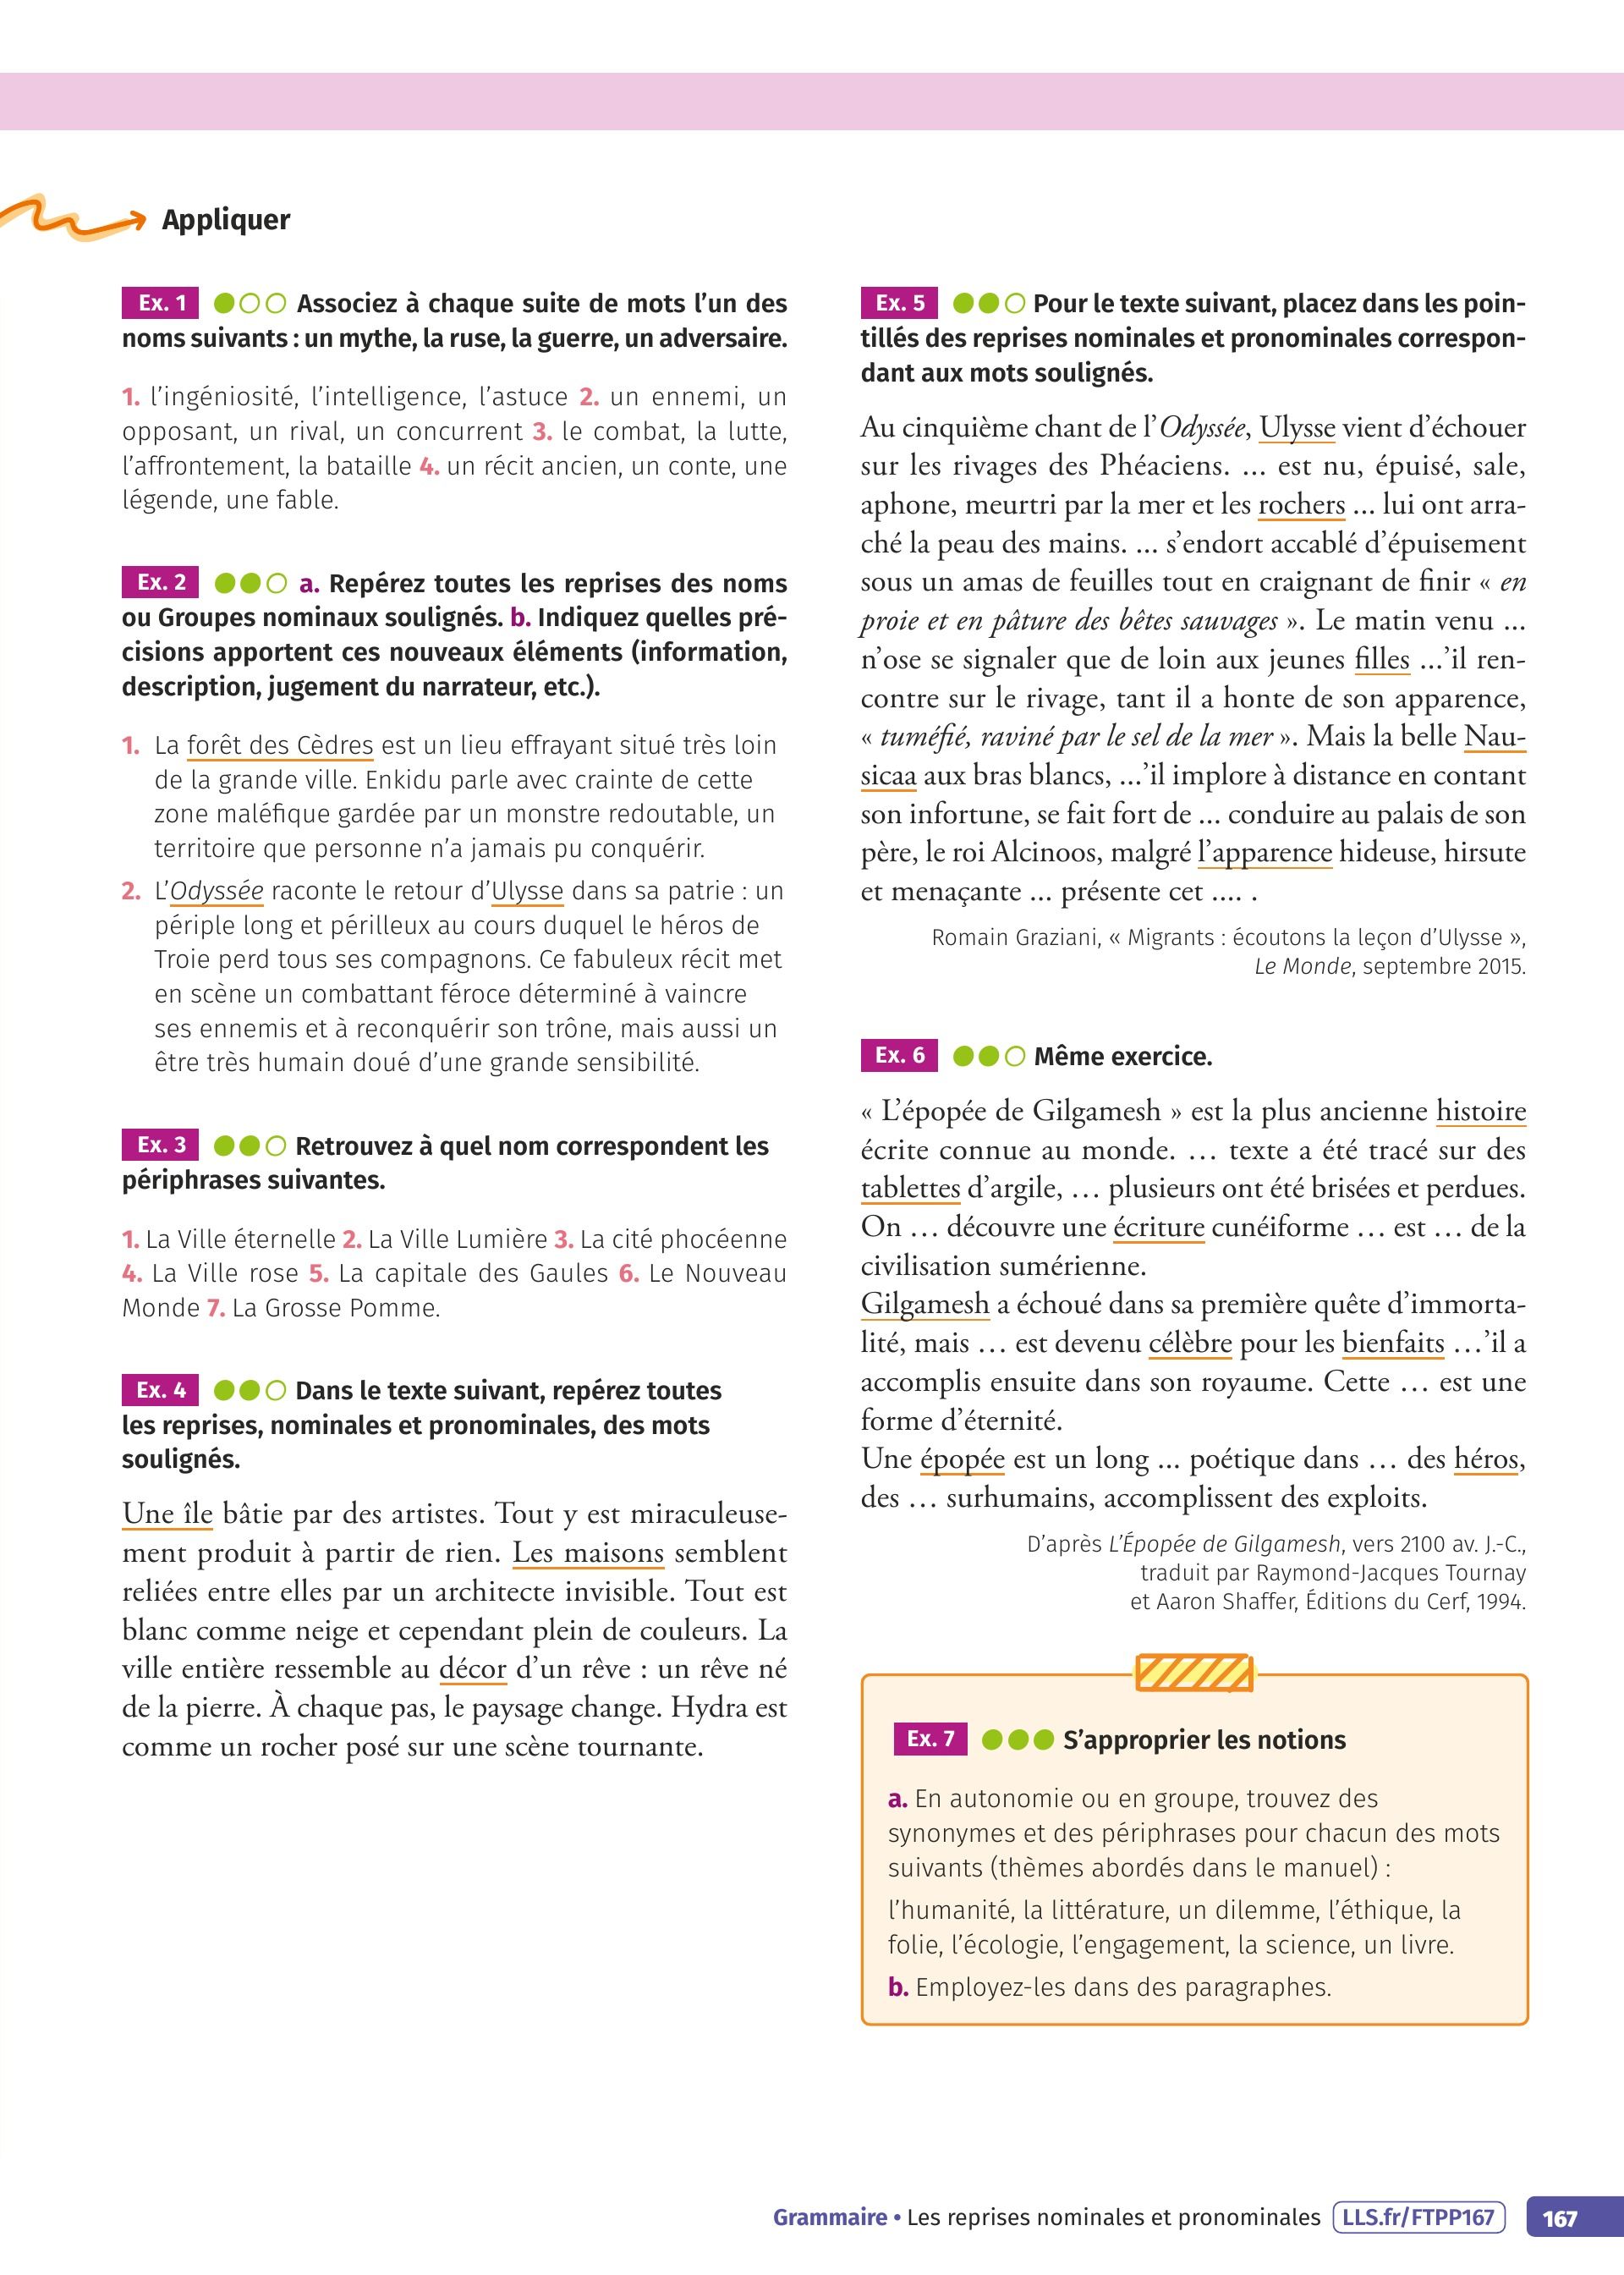 Appliquer
Ex. 1 Associez à chaque suite de mots l’un des
noms suivants : un mythe, la ruse, la guerre, un adversaire.
1. l’ingéniosité, l’intelligence, l’astuce 2. un ennemi, un
opposant, un rival, un concurrent 3. le combat, la lutte,
l’affrontement, la bataille 4. un récit ancien, un conte, une
légende, une fable.
Ex. 2 a. Repérez toutes les reprises des noms
ou Groupes nominaux soulignés. b. Indiquez quelles pré-
cisions apportent ces nouveaux éléments (information,
description, jugement du narrateur, etc.).
1. La forêt des Cèdres est un lieu effrayant situé très loin
de la grande ville. Enkidu parle avec crainte de cette
zone maléfique gardée par un monstre redoutable, un
territoire que personne n’a jamais pu conquérir.
2. L’Odyssée raconte le retour d’Ulysse dans sa patrie : un
périple long et périlleux au cours duquel le héros de
Troie perd tous ses compagnons. Ce fabuleux récit met
en scène un combattant féroce déterminé à vaincre
ses ennemis et à reconquérir son trône, mais aussi un
être très humain doué d’une grande sensibilité.
Ex. 3 Retrouvez à quel nom correspondent les
périphrases suivantes.
1. La Ville éternelle 2. La Ville Lumière 3. La cité phocéenne
4. La Ville rose 5. La capitale des Gaules 6. Le Nouveau
Monde 7. La Grosse Pomme.
Ex. 4 Dans le texte suivant, repérez toutes
les reprises, nominales et pronominales, des mots
soulignés.
Une île bâtie par des artistes. Tout y est miraculeuse-
ment produit à partir de rien. Les maisons semblent
reliées entre elles par un architecte invisible. Tout est
blanc comme neige et cependant plein de couleurs. La
ville entière ressemble au décor d’un rêve : un rêve né
de la pierre. À chaque pas, le paysage change. Hydra est
comme un rocher posé sur une scène tournante.
Ex. 5 Pour le texte suivant, placez dans les poin-
tillés des reprises nominales et pronominales correspon-
dant aux mots soulignés.
Au cinquième chant de l’Odyssée, Ulysse vient d’échouer
sur les rivages des Phéaciens. ... est nu, épuisé, sale,
aphone, meurtri par la mer et les rochers ... lui ont arra-
ché la peau des mains. ... s’endort accablé d’épuisement
sous un amas de feuilles tout en craignant de finir « en
proie et en pâture des bêtes sauvages ». Le matin venu ...
n’ose se signaler que de loin aux jeunes filles ...’il ren-
contre sur le rivage, tant il a honte de son apparence,
« tuméfié, raviné par le sel de la mer ». Mais la belle Nau-
sicaa aux bras blancs, ...’il implore à distance en contant
son infortune, se fait fort de ... conduire au palais de son
père, le roi Alcinoos, malgré l’apparence hideuse, hirsute
et menaçante ... présente cet .... .
Romain Graziani, « Migrants : écoutons la leçon d’Ulysse »,
Le Monde, septembre 2015.
Ex. 6 Même exercice.
« L’épopée de Gilgamesh » est la plus ancienne histoire
écrite connue au monde. … texte a été tracé sur des
tablettes d’argile, … plusieurs ont été brisées et perdues.
On … découvre une écriture cunéiforme … est … de la
civilisation sumérienne.
Gilgamesh a échoué dans sa première quête d’immorta-
lité, mais … est devenu célèbre pour les bienfaits …’il a
accomplis ensuite dans son royaume. Cette … est une
forme d’éternité.
Une épopée est un long ... poétique dans … des héros,
des … surhumains, accomplissent des exploits.
D’après L’Épopée de Gilgamesh, vers 2100 av. J.-C.,
traduit par Raymond-Jacques Tournay
et Aaron Shaffer, Éditions du Cerf, 1994.
Ex. 7 S’approprier les notions
a. En autonomie ou en groupe, trouvez des
synonymes et des périphrases pour chacun des mots
suivants (thèmes abordés dans le manuel) :
l’humanité, la littérature, un dilemme, l’éthique, la
folie, l’écologie, l’engagement, la science, un livre.
b. Employez-les dans des paragraphes.
Grammaire • Les reprises nominales et pronominales LLS.fr/FTPP167 167